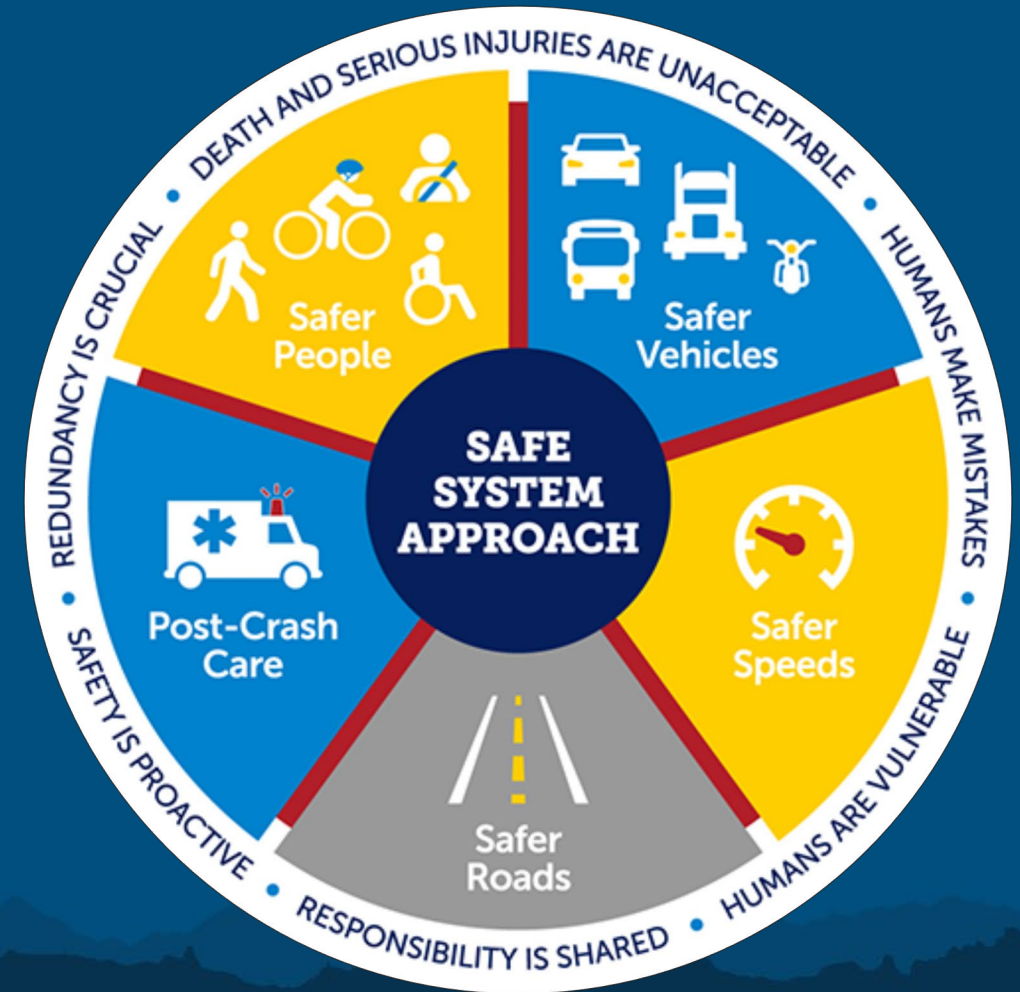 DEATH AND SERIOUS INJURIES ARE UNACCEPTABLE
HUMANS MAKE MISTAKES
HUMANS ARE VULNERABLE
RESPONSIBILITY IS SHARED
SAFETY IS PROACTIVE
REDUNDANCY IS CRUCIAL
Safer
People
Safer
Vehicles
SAFE
SYSTEM
APPROACH
Post-Crash
Care
Safer
Speeds
Safer
Roads